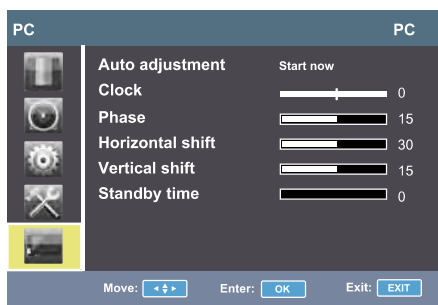 PC PC
Auto adjustment Start now
Clock 0
Phase 15
Horizontal shift 30
Vertical shift 15
Standby time 0
Move: Enter: OK Exit: EXIT